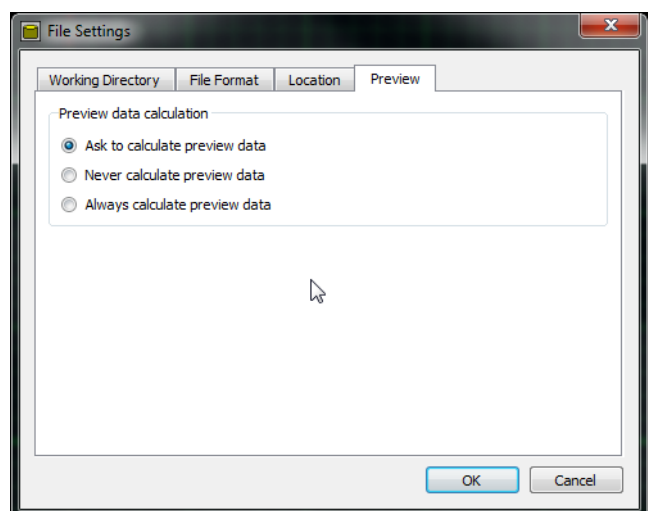 File Settings
Working Directory File Format Location Preview
Preview data calculation
Ask to calculate preview data
Never calculate preview data
Always calculate preview data
OK Cancel